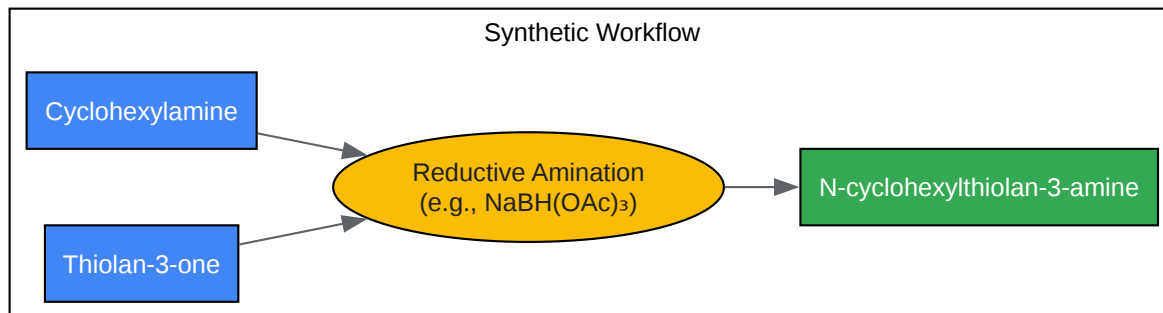 Synthetic Workflow
Cyclohexylamine
Thiolan-3-one
Reductive Amination
(e.g., NaBH(OAc)₃)
N-cyclohexylthiolan-3-amine